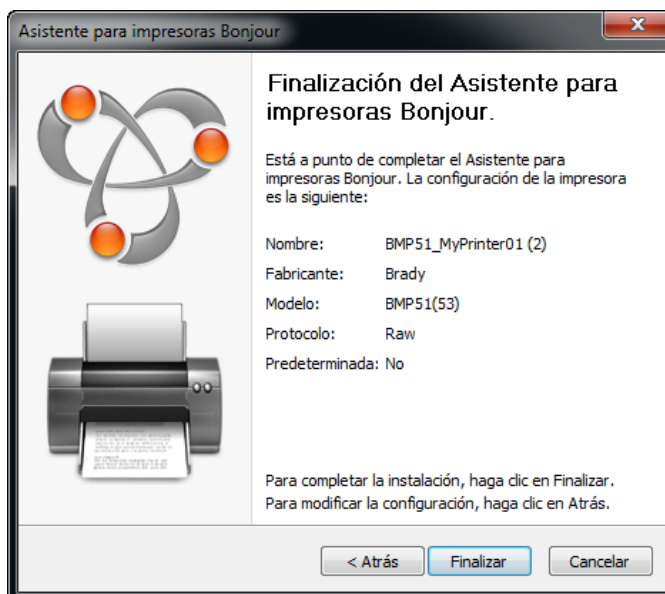 Asistente para impresoras Bonjour
Finalización del Asistente para
impresoras Bonjour.
Está a punto de completar el Asistente para
impresoras Bonjour. La configuración de la impresora
es la siguiente:
Nombre: BMP51_MyPrinter01 (2)
Fabricante: Brady
Modelo: BMP51(53)
Protocolo: Raw
Predeterminada: No
Para completar la instalación, haga clic en Finalizar.
Para modificar la configuración, haga clic en Atrás.
< Atrás Finalizar Cancelar